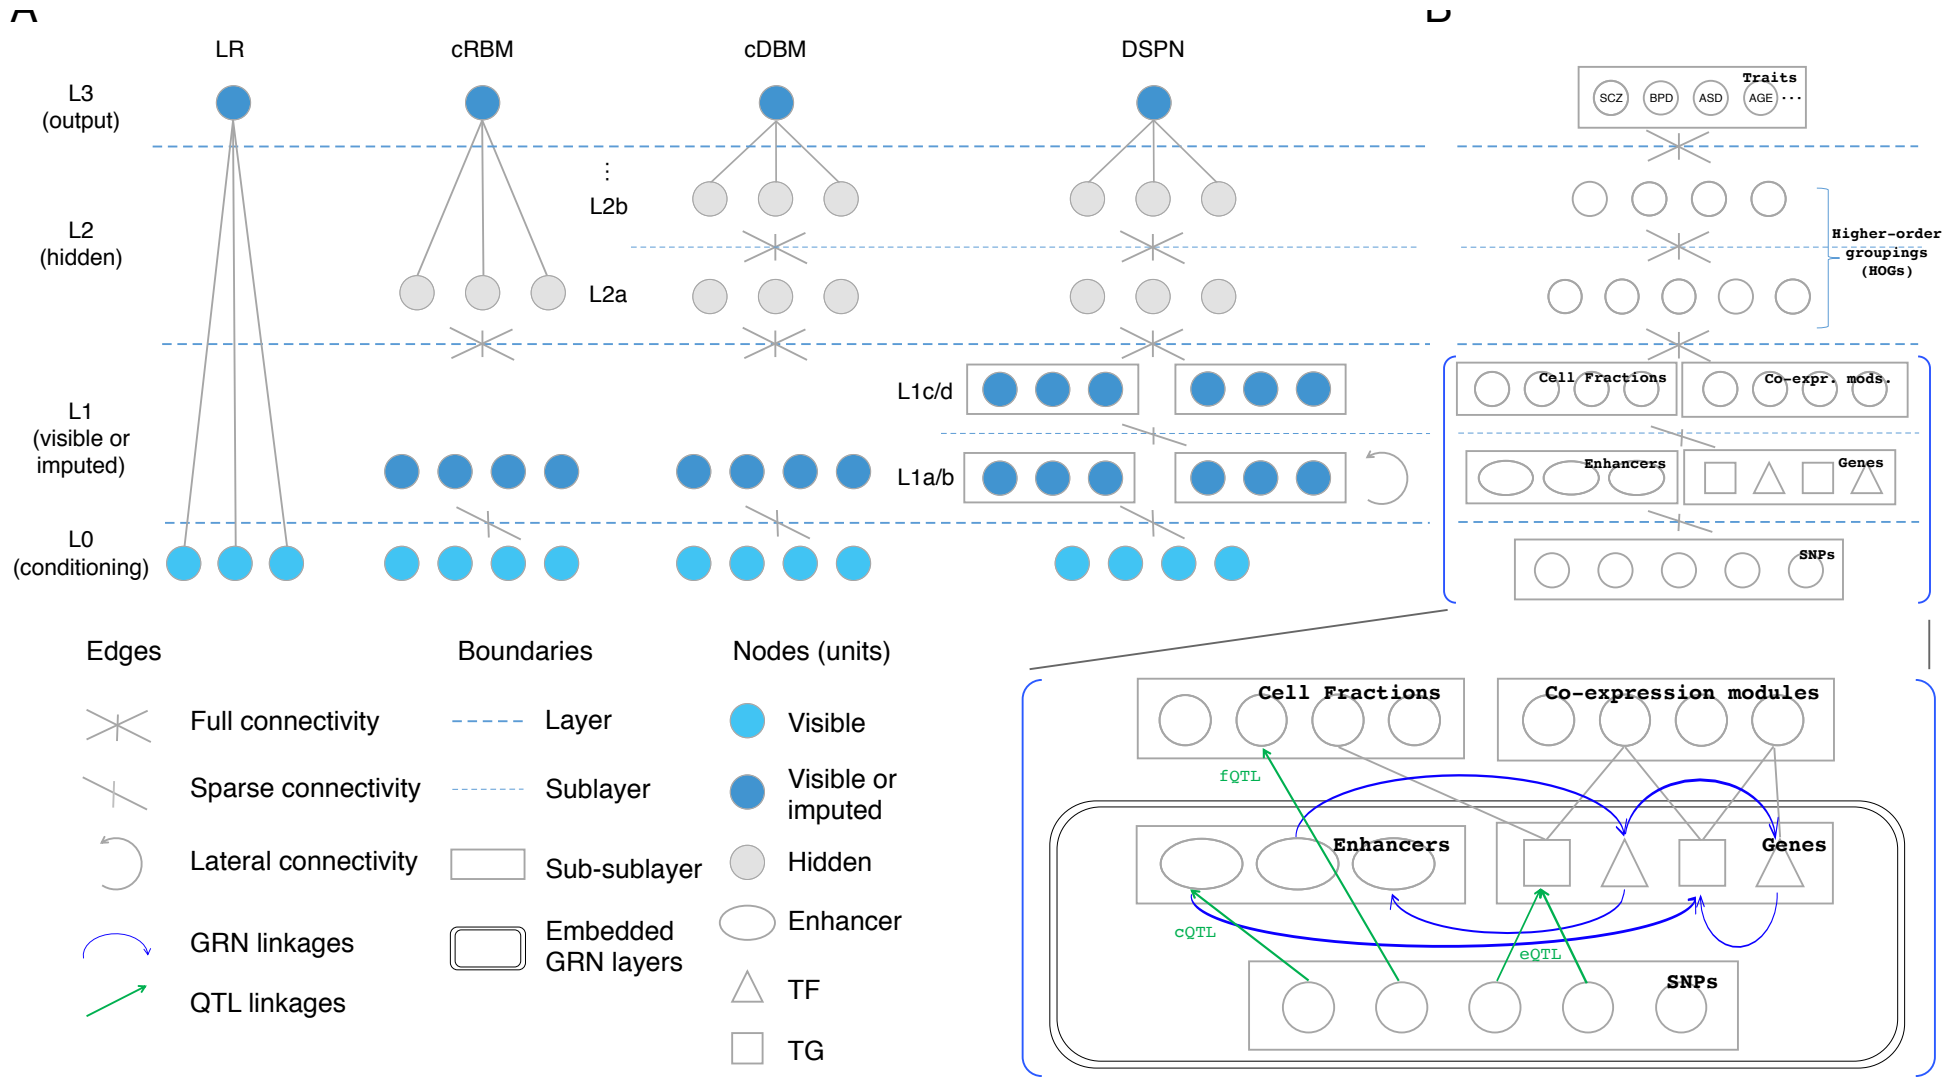 A
B
LR
cRBM
cDBM
DSPN
L3
(output)
Traits
SCZ
BPD
ASD
AGE
...
⋮
L2b
L2
(hidden)
L2a
Higher-order
groupings
(HOGs)
L1
(visible or
imputed)
L1c/d
L1a/b
Cell Fractions
Co-expr. mods.
Enhancers
Genes
L0
(conditioning)
SNPs
Edges
Full connectivity
Sparse connectivity
Lateral connectivity
GRN linkages
QTL linkages
Boundaries
Layer
Sublayer
Sub-sublayer
Embedded
GRN layers
Nodes (units)
Visible
Visible or
imputed
Hidden
Enhancer
TF
TG
Cell Fractions
Co-expression modules
fQTL
Enhancers
Genes
cQTL
eQTL
SNPs